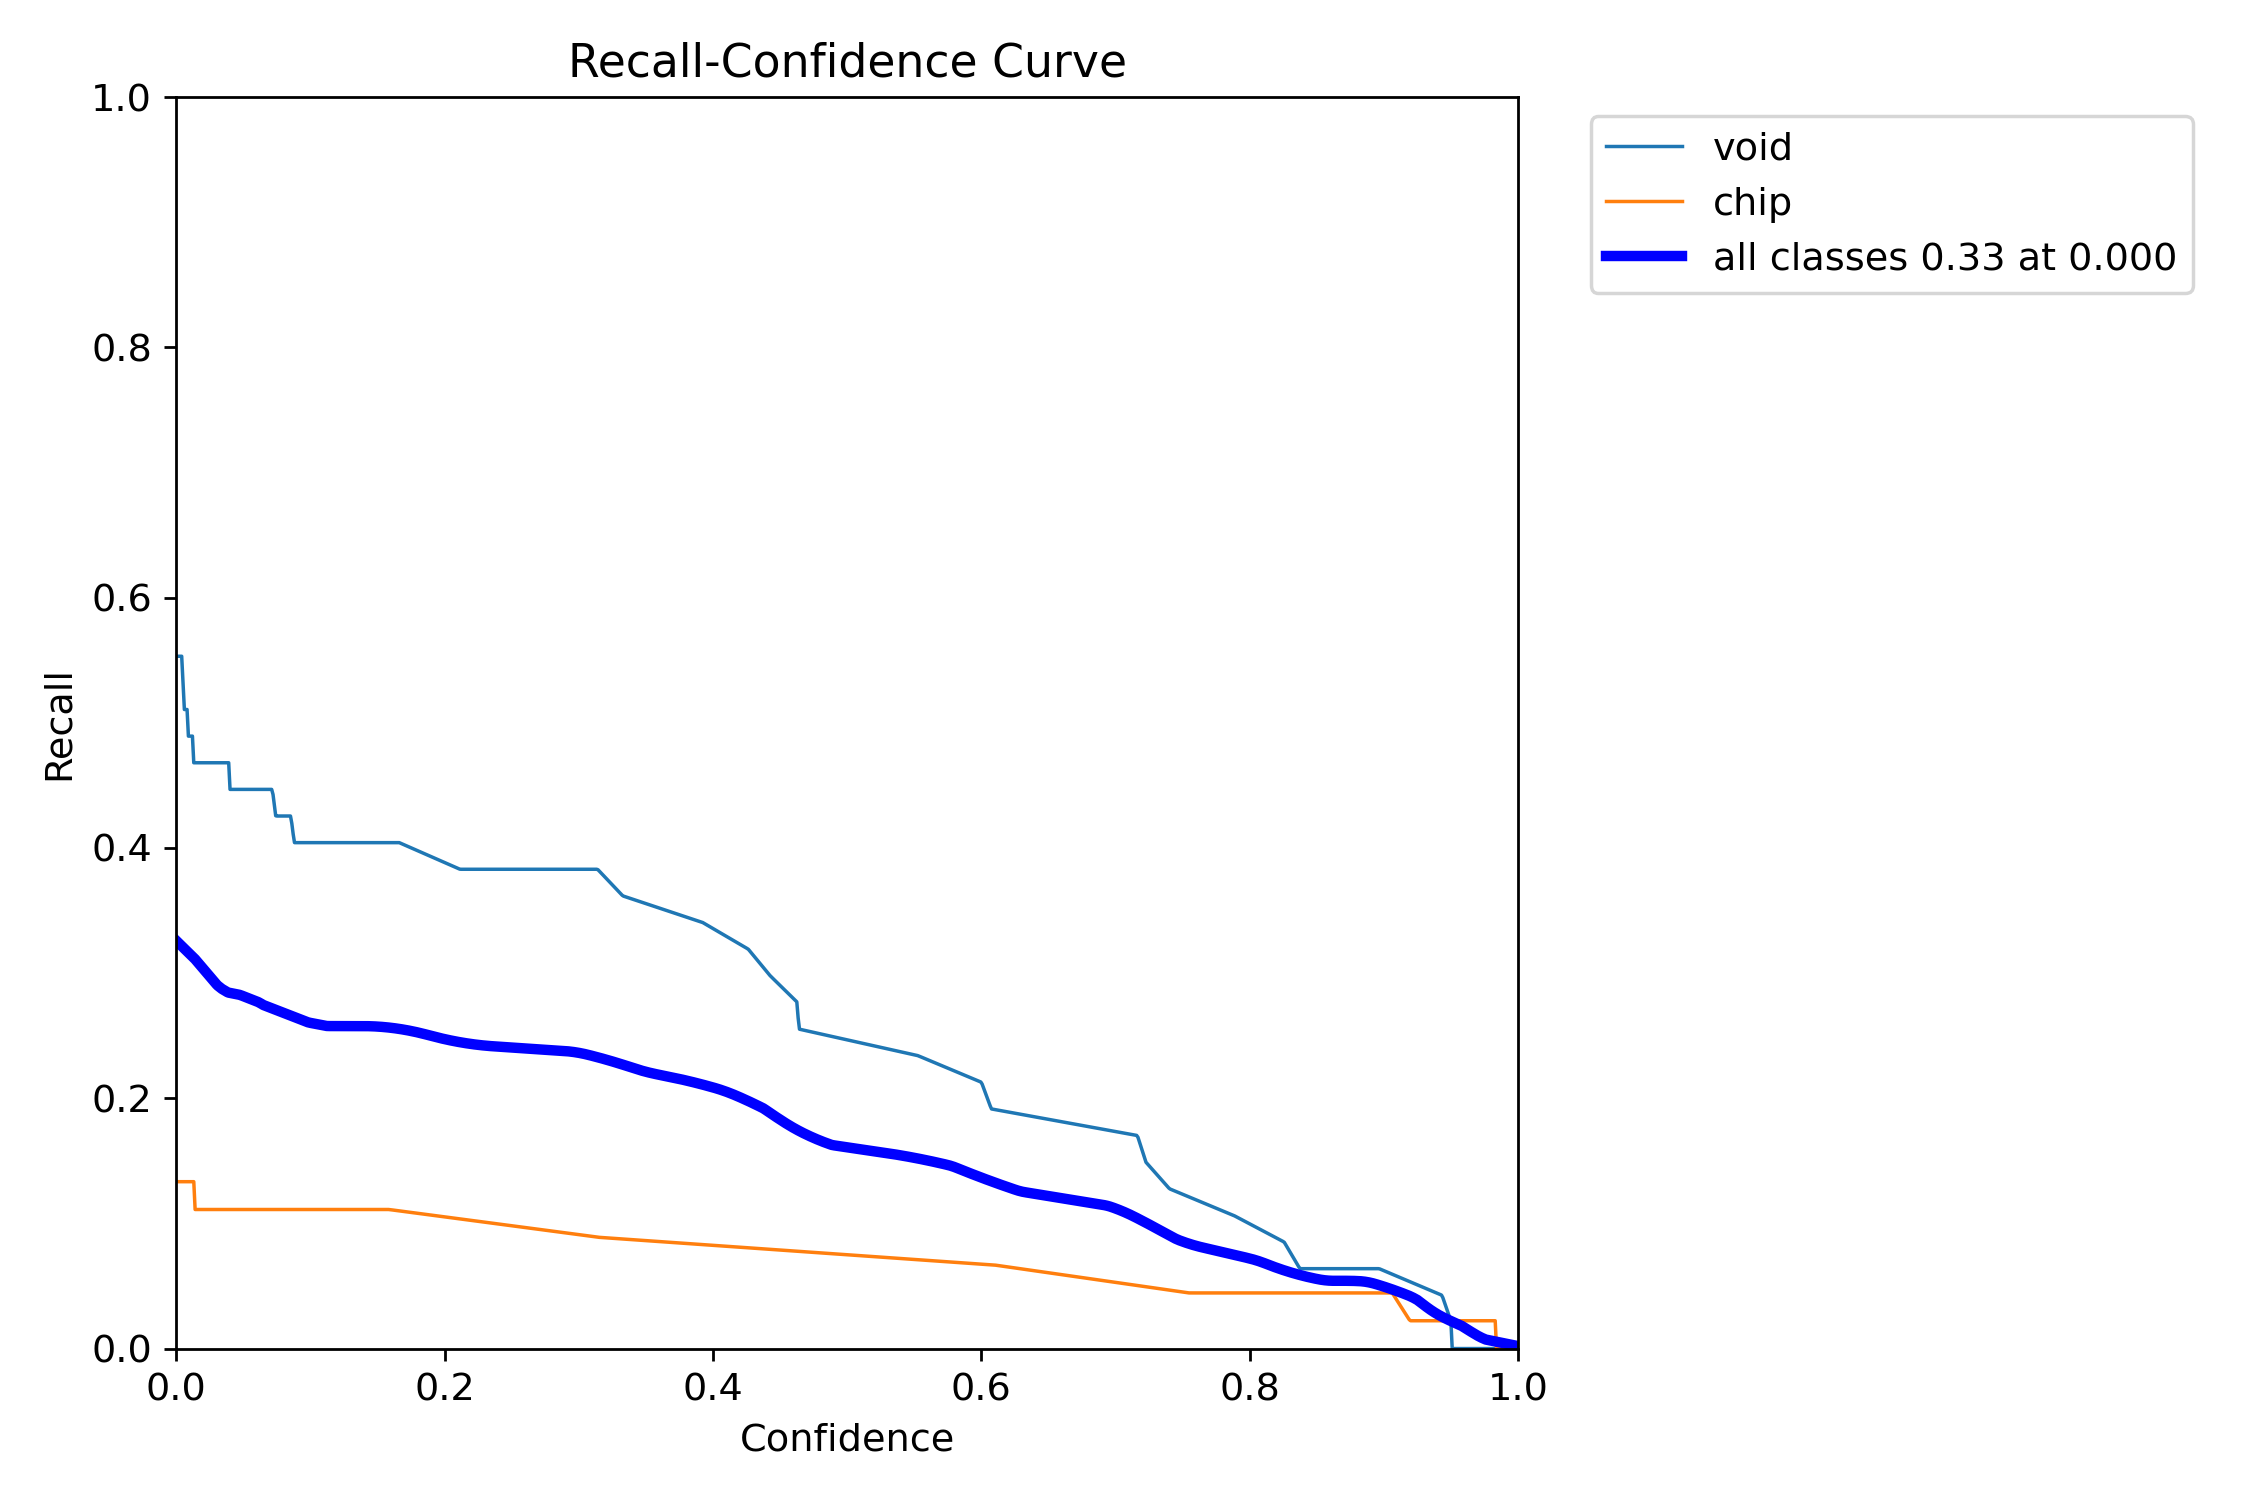 Recall-Confidence Curve
void
chip
all classes 0.33 at 0.000
1.0
0.8
0.6
0.4
0.2
0.0
Recall
0.0 0.2 0.4 0.6 0.8 1.0
Confidence